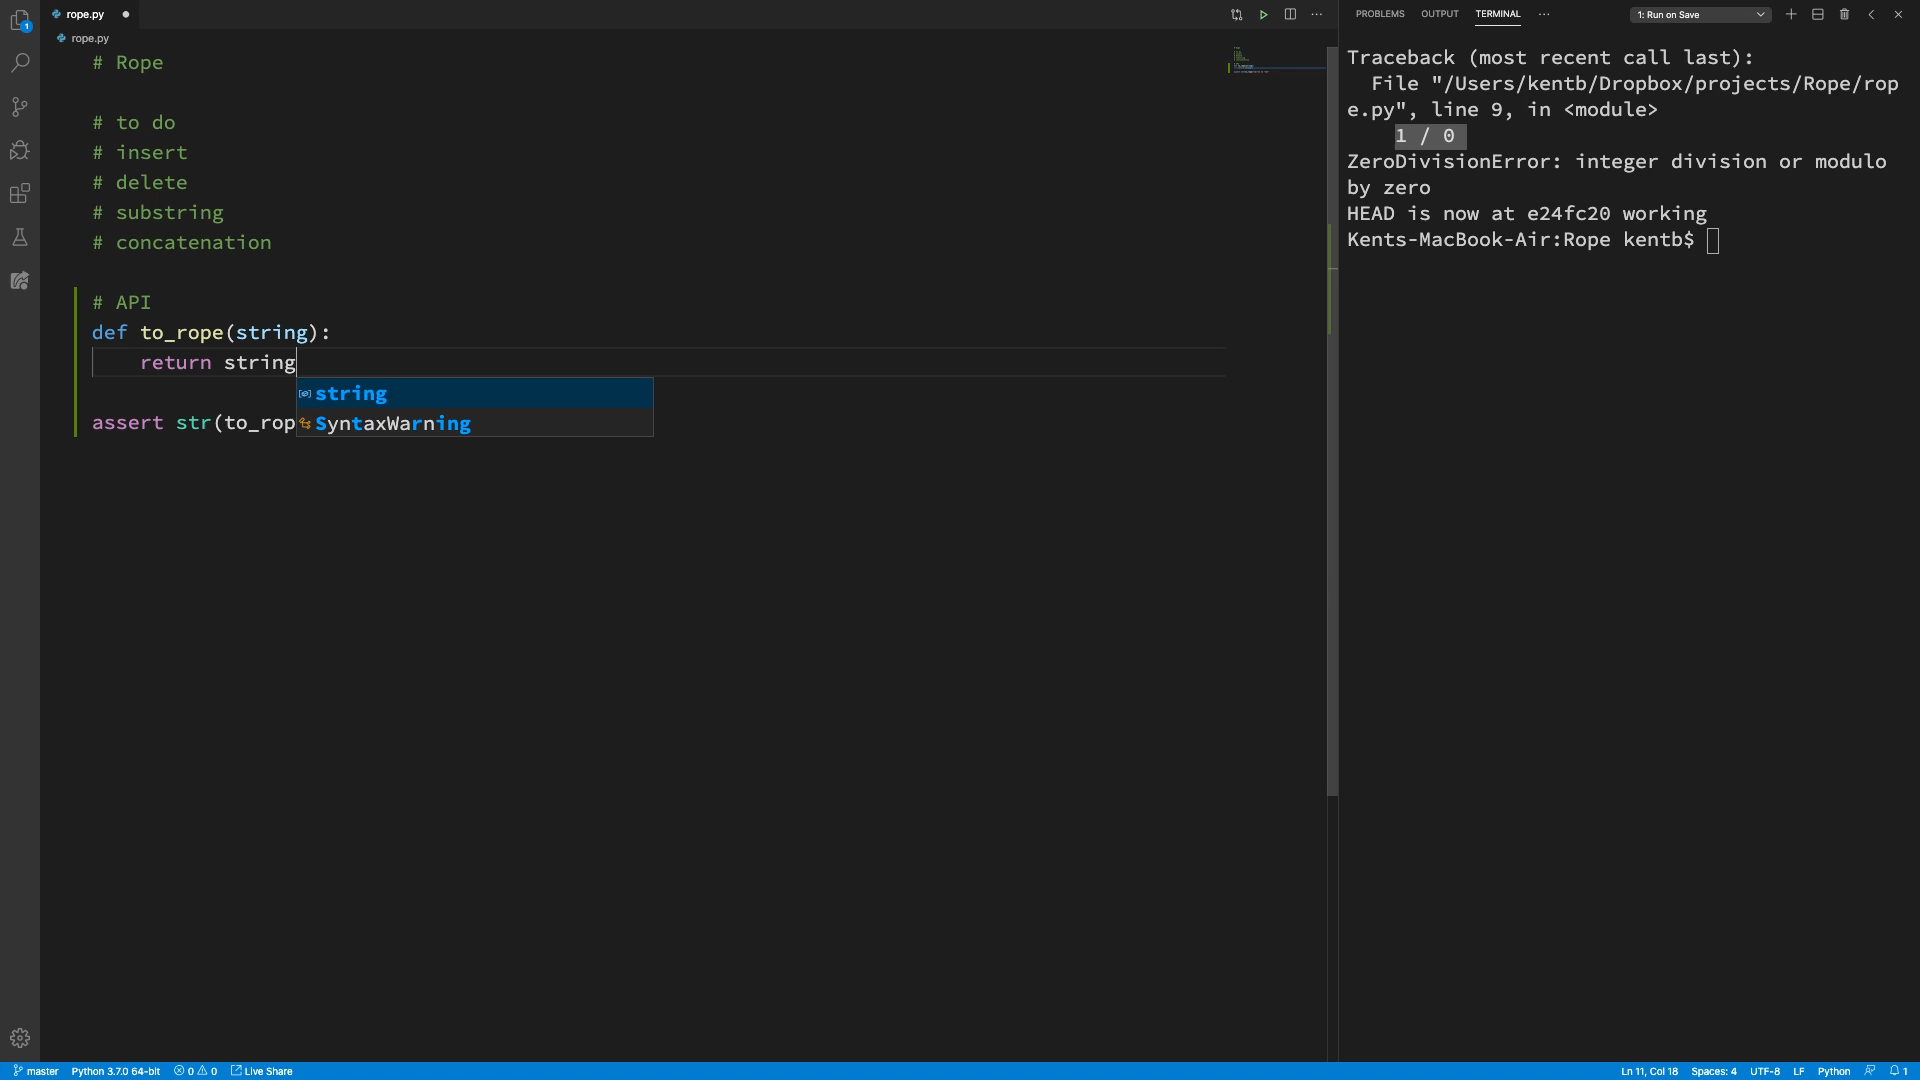 1
rope.py
PROBLEMS OUTPUT TERMINAL
1: Run on Save
rope.py
# Rope
# to do
# insert
# delete
# substring
# concatenation
# API
def to_rope(string):
return string
string
SyntaxWarning
assert str(to_rop
Traceback (most recent call last):
File "/Users/kentb/Dropbox/projects/Rope/rop
e.py", line 9, in <module>
1 / 0
ZeroDivisionError: integer division or modulo
by zero
HEAD is now at e24fc20 working
Kents-MacBook-Air:Rope kentb$
master Python 3.7.0 64-bit 0 0 Live Share Ln 11, Col 18 Spaces: 4 UTF-8 LF Python 1